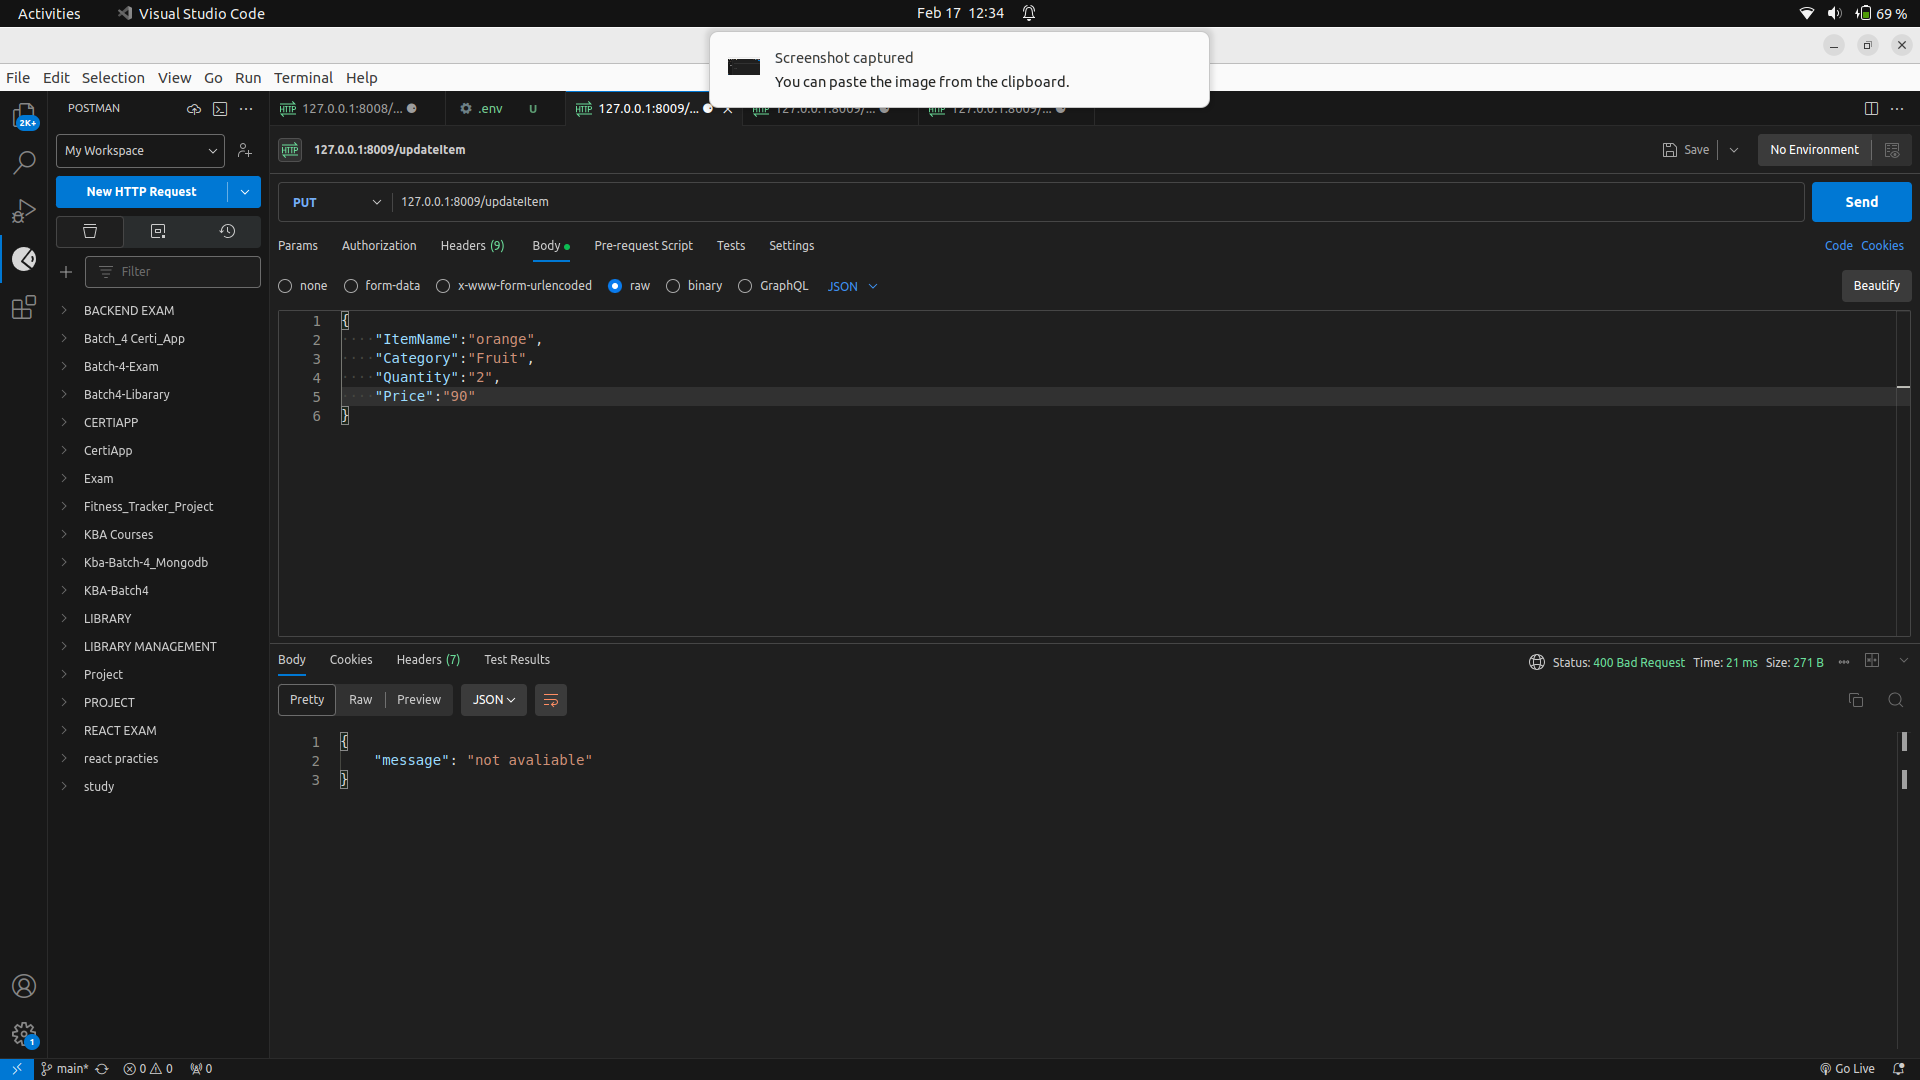 Activities
Visual Studio Code
Feb 17 12:34
69 %
Screenshot captured
You can paste the image from the clipboard.
File Edit Selection View Go Run Terminal Help
2K+
POSTMAN
HTTP 127.0.0.1:8008/...
.env U
HTTP 127.0.0.1:8009/...
HTTP 127.0.0.1:8009/...
HTTP 127.0.0.1:8009/...
My Workspace
HTTP 127.0.0.1:8009/updateItem
Save
No Environment
New HTTP Request
PUT
127.0.0.1:8009/updateItem
Send
Params Authorization Headers (9) Body Pre-request Script Tests Settings
Code Cookies
Filter
none form-data x-www-form-urlencoded raw binary GraphQL JSON
Beautify
BACKEND EXAM
Batch_4 Certi_App
Batch-4-Exam
Batch4-Libarary
CERTIAPP
CertiApp
Exam
Fitness_Tracker_Project
KBA Courses
Kba-Batch-4_Mongodb
KBA-Batch4
LIBRARY
LIBRARY MANAGEMENT
Project
PROJECT
REACT EXAM
react practies
study
1 {
2 "ItemName":"orange",
3 "Category":"Fruit",
4 "Quantity":"2",
5 "Price":"90"
6 }
Body Cookies Headers (7) Test Results
Status: 400 Bad Request Time: 21 ms Size: 271 B
Pretty Raw Preview JSON
1 {
2 "message": "not avaliable"
3 }
1
main* 0 0 0
Go Live